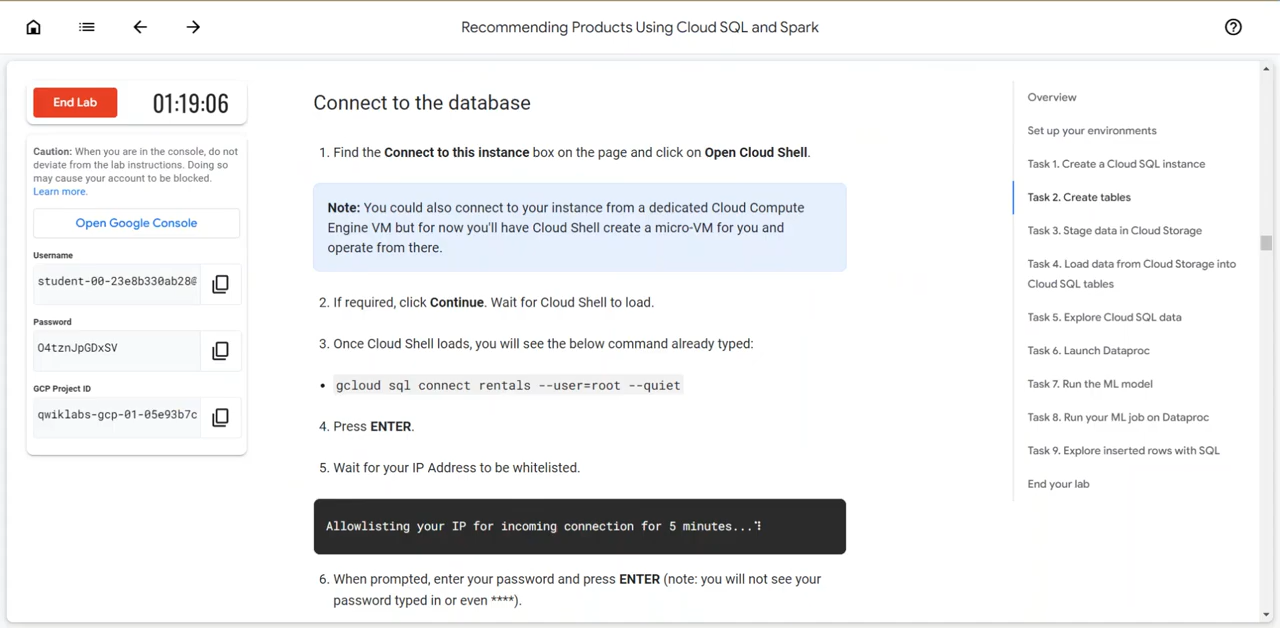 Recommending Products Using Cloud SQL and Spark
End Lab
01:19:06
Caution: When you are in the console, do not
deviate from the lab instructions. Doing so
may cause your account to be blocked.
Learn more.
Open Google Console
Username
student-00-23e8b330ab28@
Password
O4tznJpGDxSV
GCP Project ID
qwiklabs-gcp-01-05e93b7c
Connect to the database
1. Find the Connect to this instance box on the page and click on Open Cloud Shell.
Note: You could also connect to your instance from a dedicated Cloud Compute
Engine VM but for now you'll have Cloud Shell create a micro-VM for you and
operate from there.
2. If required, click Continue. Wait for Cloud Shell to load.
3. Once Cloud Shell loads, you will see the below command already typed:
• gcloud sql connect rentals --user=root --quiet
4. Press ENTER.
5. Wait for your IP Address to be whitelisted.
Allowlisting your IP for incoming connection for 5 minutes...⠹
6. When prompted, enter your password and press ENTER (note: you will not see your
password typed in or even ****).
Overview
Set up your environments
Task 1. Create a Cloud SQL instance
Task 2. Create tables
Task 3. Stage data in Cloud Storage
Task 4. Load data from Cloud Storage into
Cloud SQL tables
Task 5. Explore Cloud SQL data
Task 6. Launch Dataproc
Task 7. Run the ML model
Task 8. Run your ML job on Dataproc
Task 9. Explore inserted rows with SQL
End your lab